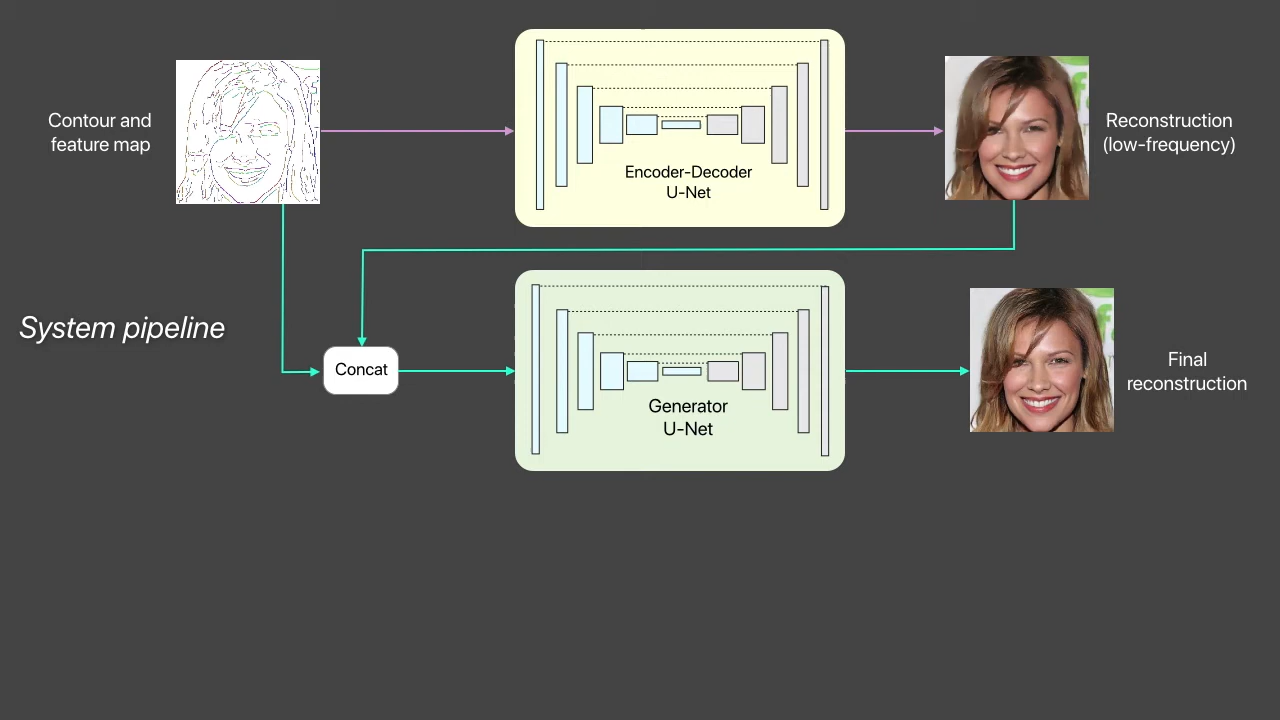 Contour and
feature map
Encoder-Decoder
U-Net
Reconstruction
(low-frequency)
System pipeline
Concat
Generator
U-Net
Final
reconstruction